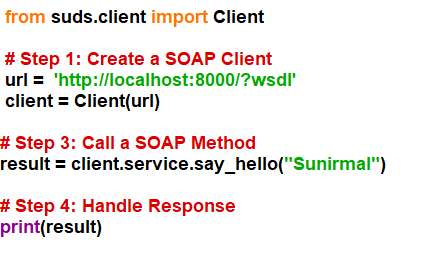 from suds.client import Client
# Step 1: Create a SOAP Client
url =  'http://localhost:8000/?wsdl'
client = Client(url)
# Step 3: Call a SOAP Method
result = client.service.say_hello("Sunirmal")
# Step 4: Handle Response
print(result)